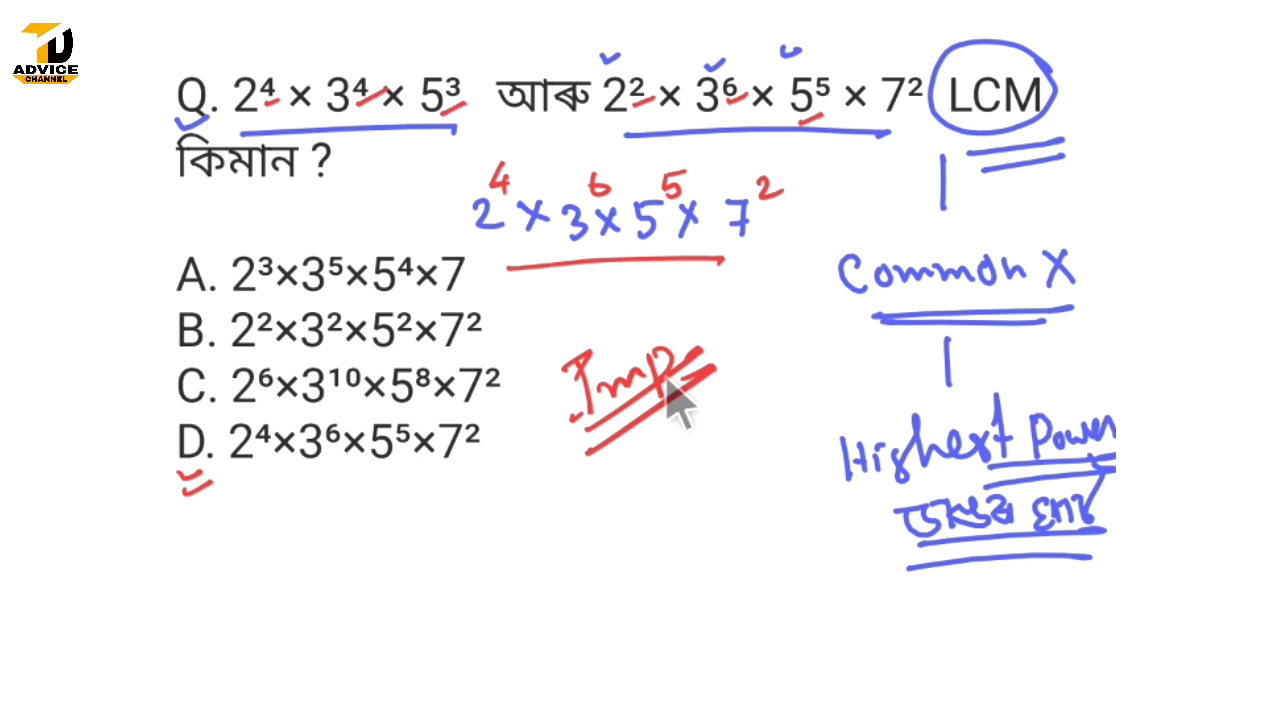 TD
ADVICE
CHANNEL
Q. 2⁴ × 3⁴ × 5³ আৰু 2² × 3⁶ × 5⁵ × 7² LCM
কিমান ?
2⁴ × 3⁶ × 5⁵ × 7²
A. 2³×3⁵×5⁴×7
B. 2²×3²×5²×7²
C. 2⁶×3¹⁰×5⁸×7²
D. 2⁴×3⁶×5⁵×7²
Imp
Common X
Highest Power